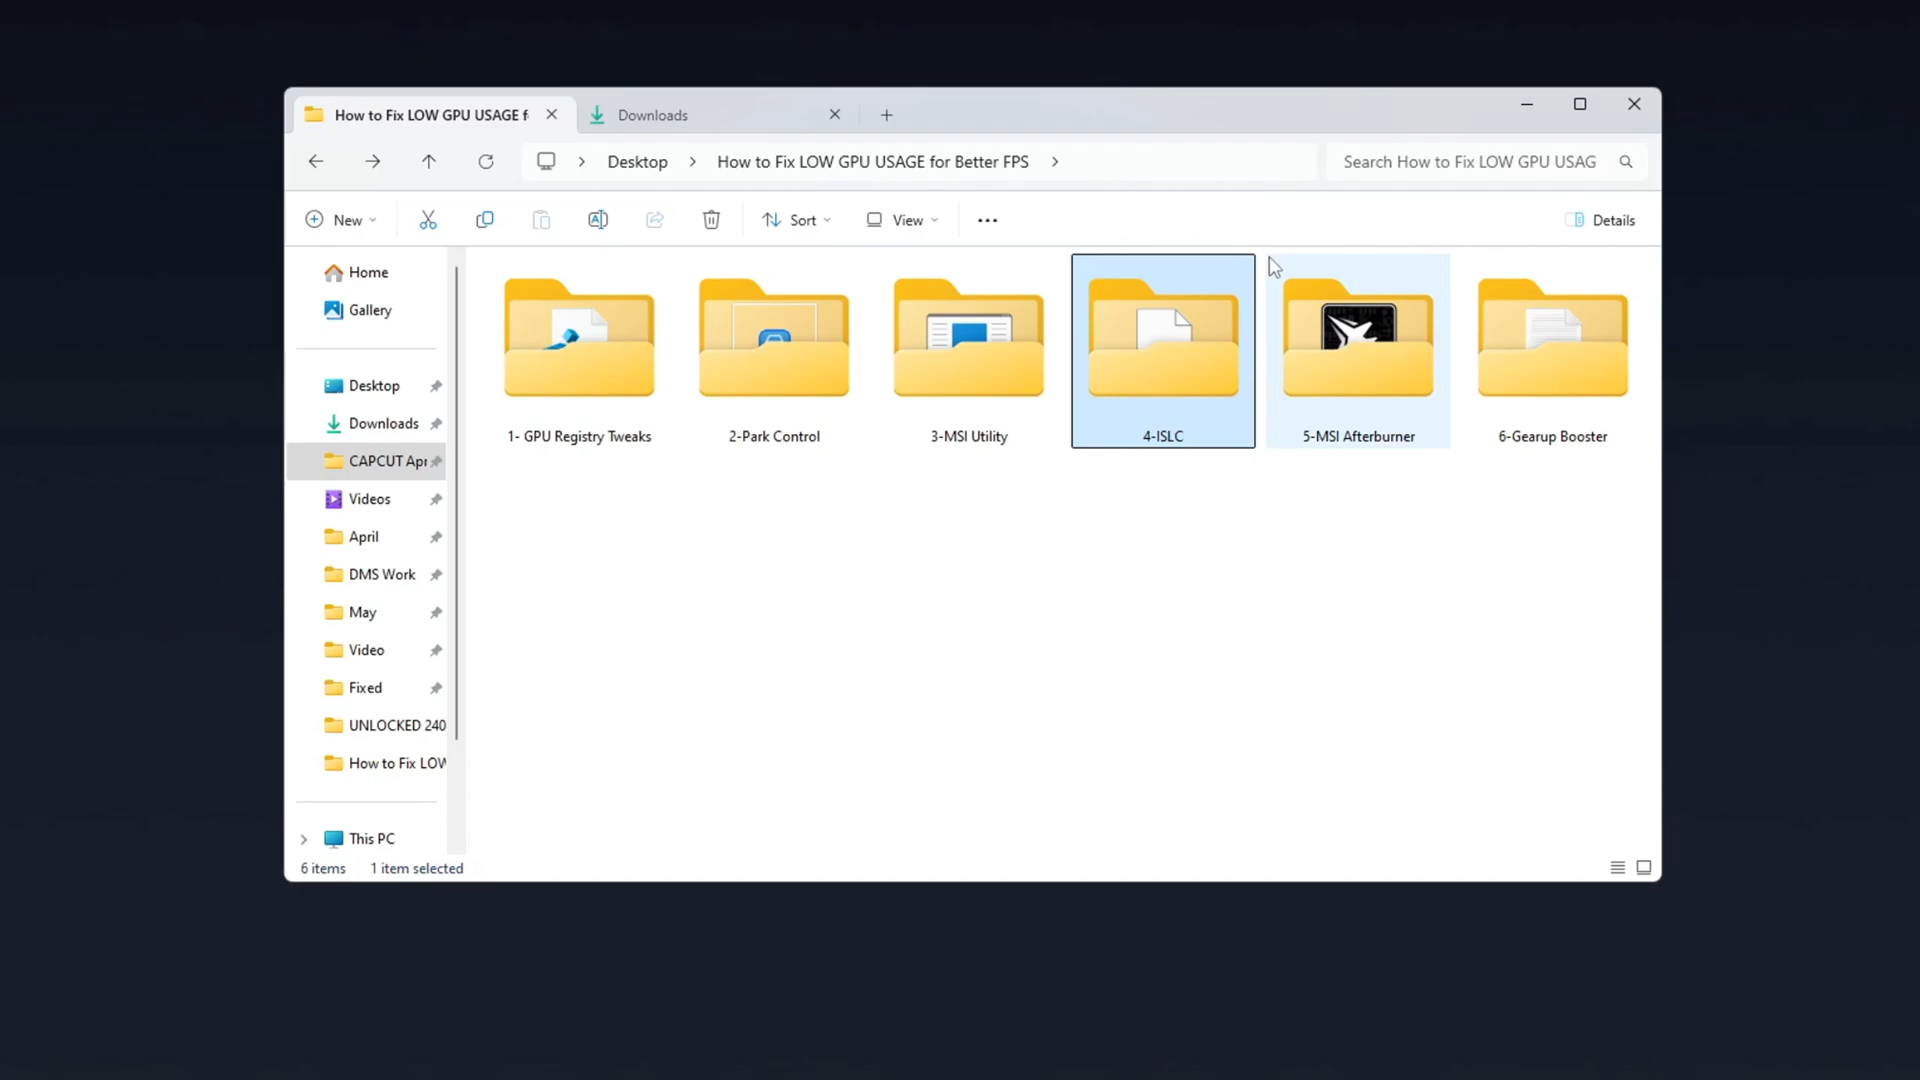 How to Fix LOW GPU USAGE f
Downloads
Desktop
How to Fix LOW GPU USAGE for Better FPS
Search How to Fix LOW GPU USAG
New
Sort
View
Details
Home
Gallery
Desktop
Downloads
CAPCUT Apr
Videos
April
DMS Work
May
Video
Fixed
UNLOCKED 240
How to Fix LOW
This PC
1- GPU Registry Tweaks
2-Park Control
3-MSI Utility
4-ISLC
5-MSI Afterburner
6-Gearup Booster
6 items
1 item selected